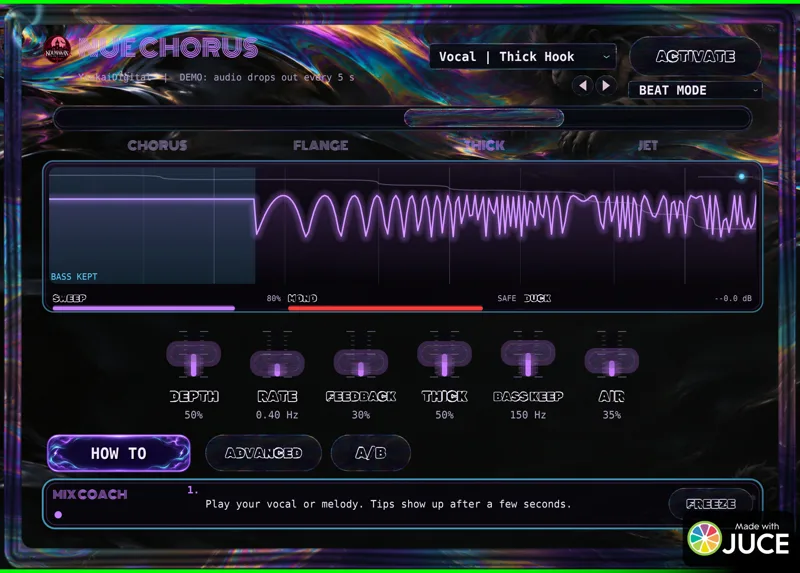 CHORUS
DEMO: audio drops out every 5 s
Vocal | Thick Hook
ACTIVATE
BEAT MODE
CHORUS
FLANGE
THICK
JET
BASS KEPT
SWEEP
80%
MONO
SAFE
DUCK
--0.0 dB
DEPTH
RATE
FEEDBACK
THICK
BASS KEEP
AIR
50%
0.40 Hz
30%
50%
150 Hz
35%
HOW TO
ADVANCED
A/B
MIX COACH
1.
Play your vocal or melody. Tips show up after a few seconds.
FREEZE
Made with
JUCE